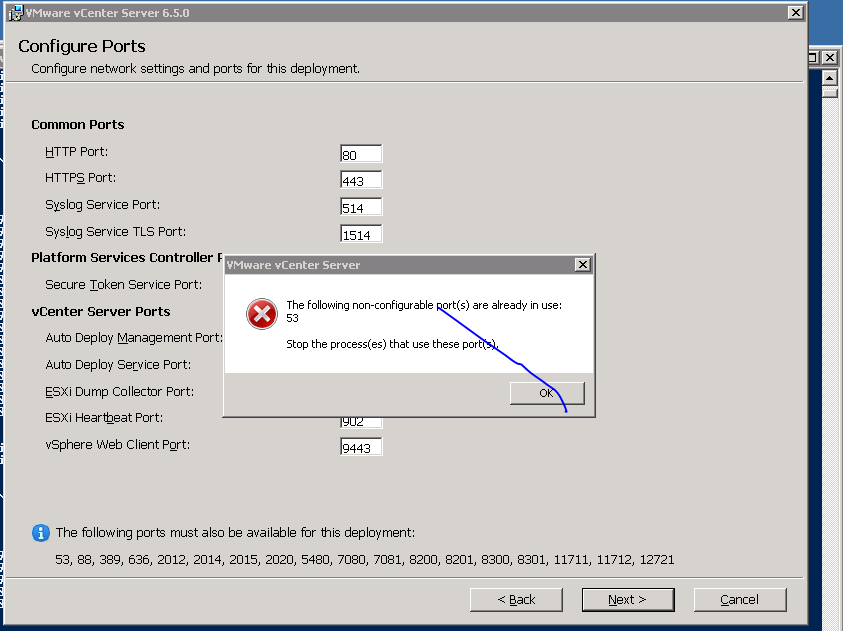 VMware vCenter Server 6.5.0
Configure Ports
Configure network settings and ports for this deployment.
Common Ports
HTTP Port: 80
HTTPS Port: 443
Syslog Service Port: 514
Syslog Service TLS Port: 1514
Platform Services Controller
Secure Token Service Port:
vCenter Server Ports
Auto Deploy Management Port:
Auto Deploy Service Port:
ESXi Dump Collector Port:
ESXi Heartbeat Port: 902
vSphere Web Client Port: 9443
VMware vCenter Server
The following non-configurable port(s) are already in use:
53
Stop the process(es) that use these port(s).
OK
The following ports must also be available for this deployment:
53, 88, 389, 636, 2012, 2014, 2015, 2020, 5480, 7080, 7081, 8200, 8201, 8300, 8301, 11711, 11712, 12721
< Back Next > Cancel